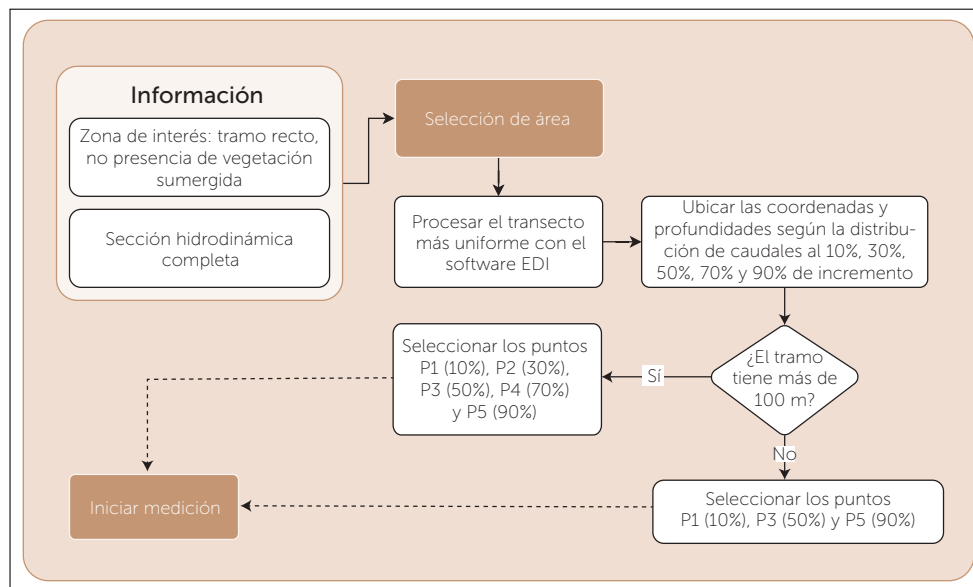 Información
Zona de interés: tramo recto,
no presencia de vegetación
sumergida
Sección hidrodinámica
completa
Selección de área
Procesar el transecto
más uniforme con el
software EDI
Ubicar las coordenadas y
profundidades según la distribu-
ción de caudales al 10%, 30%,
50%, 70% y 90% de incremento
¿El tramo
tiene más de
100 m?
Sí
Seleccionar los puntos
P1 (10%), P2 (30%),
P3 (50%), P4 (70%)
y P5 (90%)
No
Seleccionar los puntos
P1 (10%), P3 (50%) y P5 (90%)
Iniciar medición